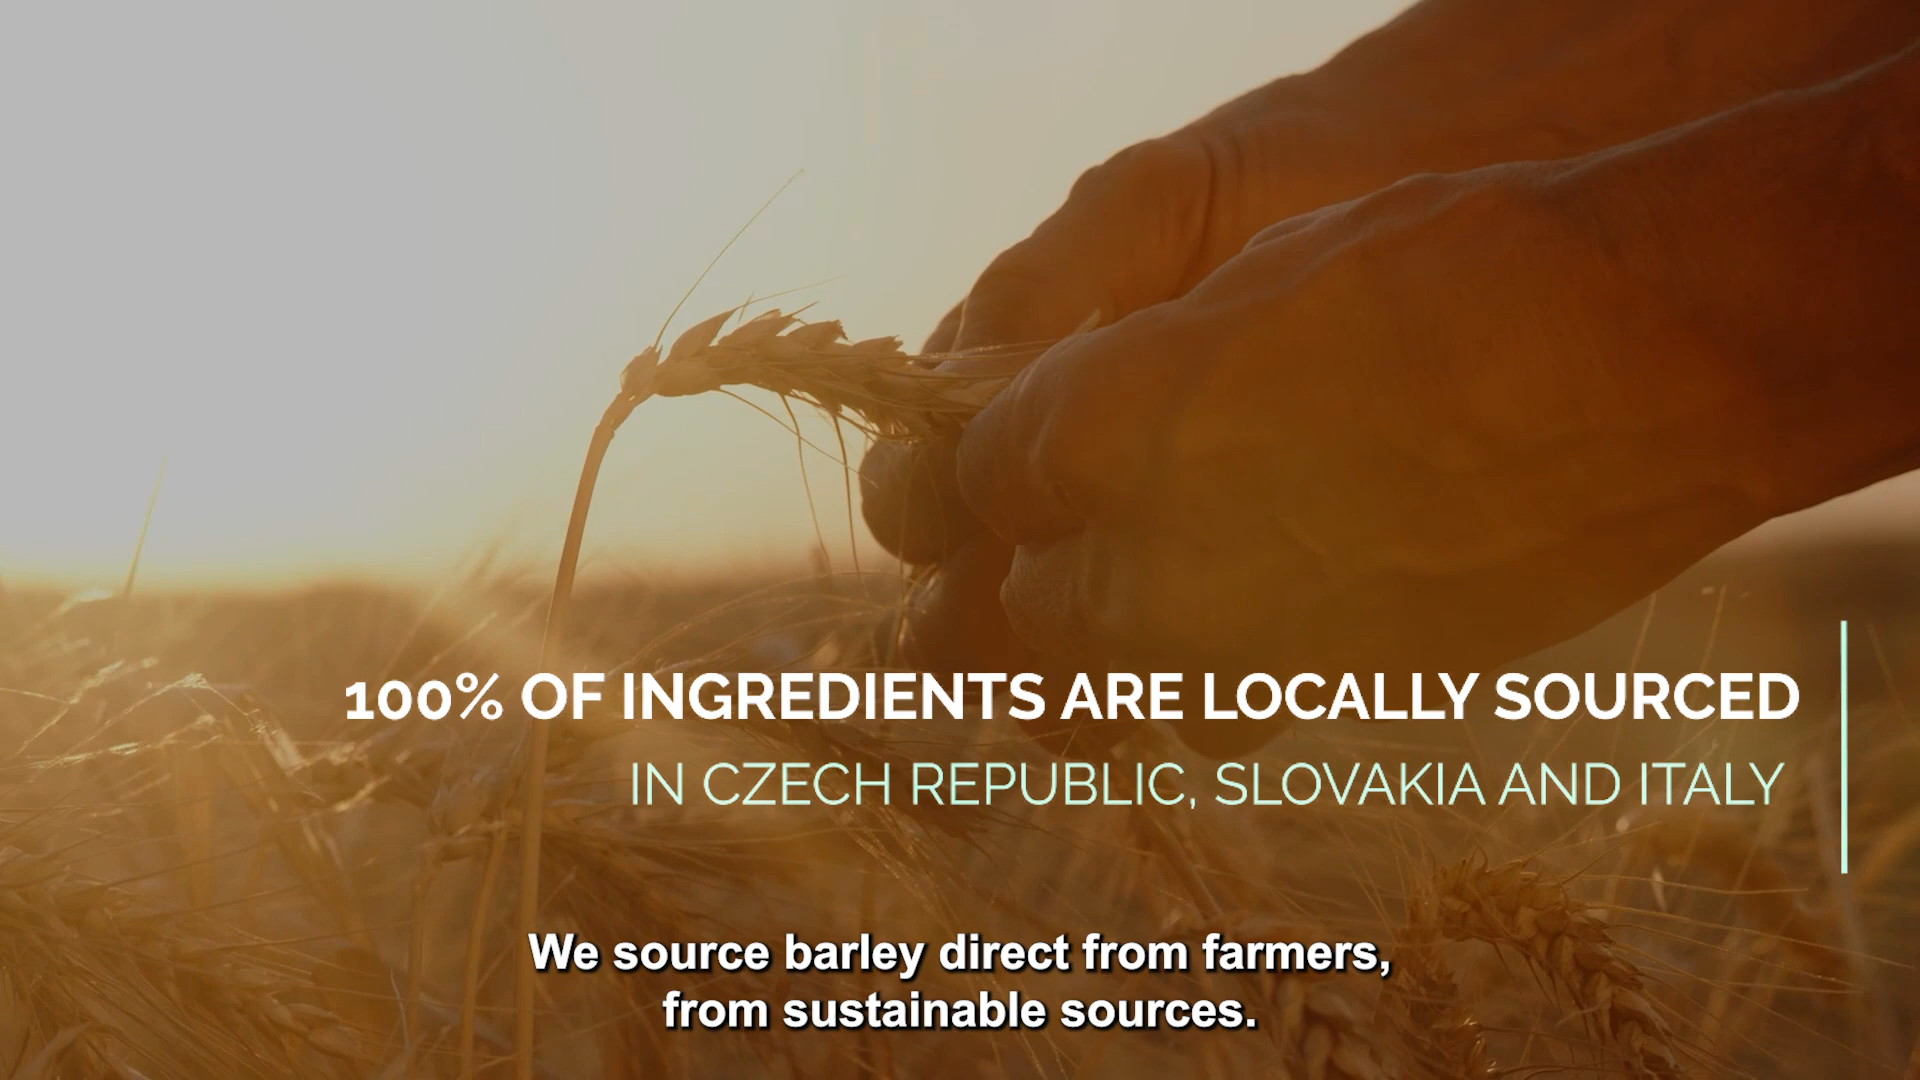 100% OF INGREDIENTS ARE LOCALLY SOURCED
IN CZECH REPUBLIC, SLOVAKIA AND ITALY
We source barley direct from farmers,
from sustainable sources.